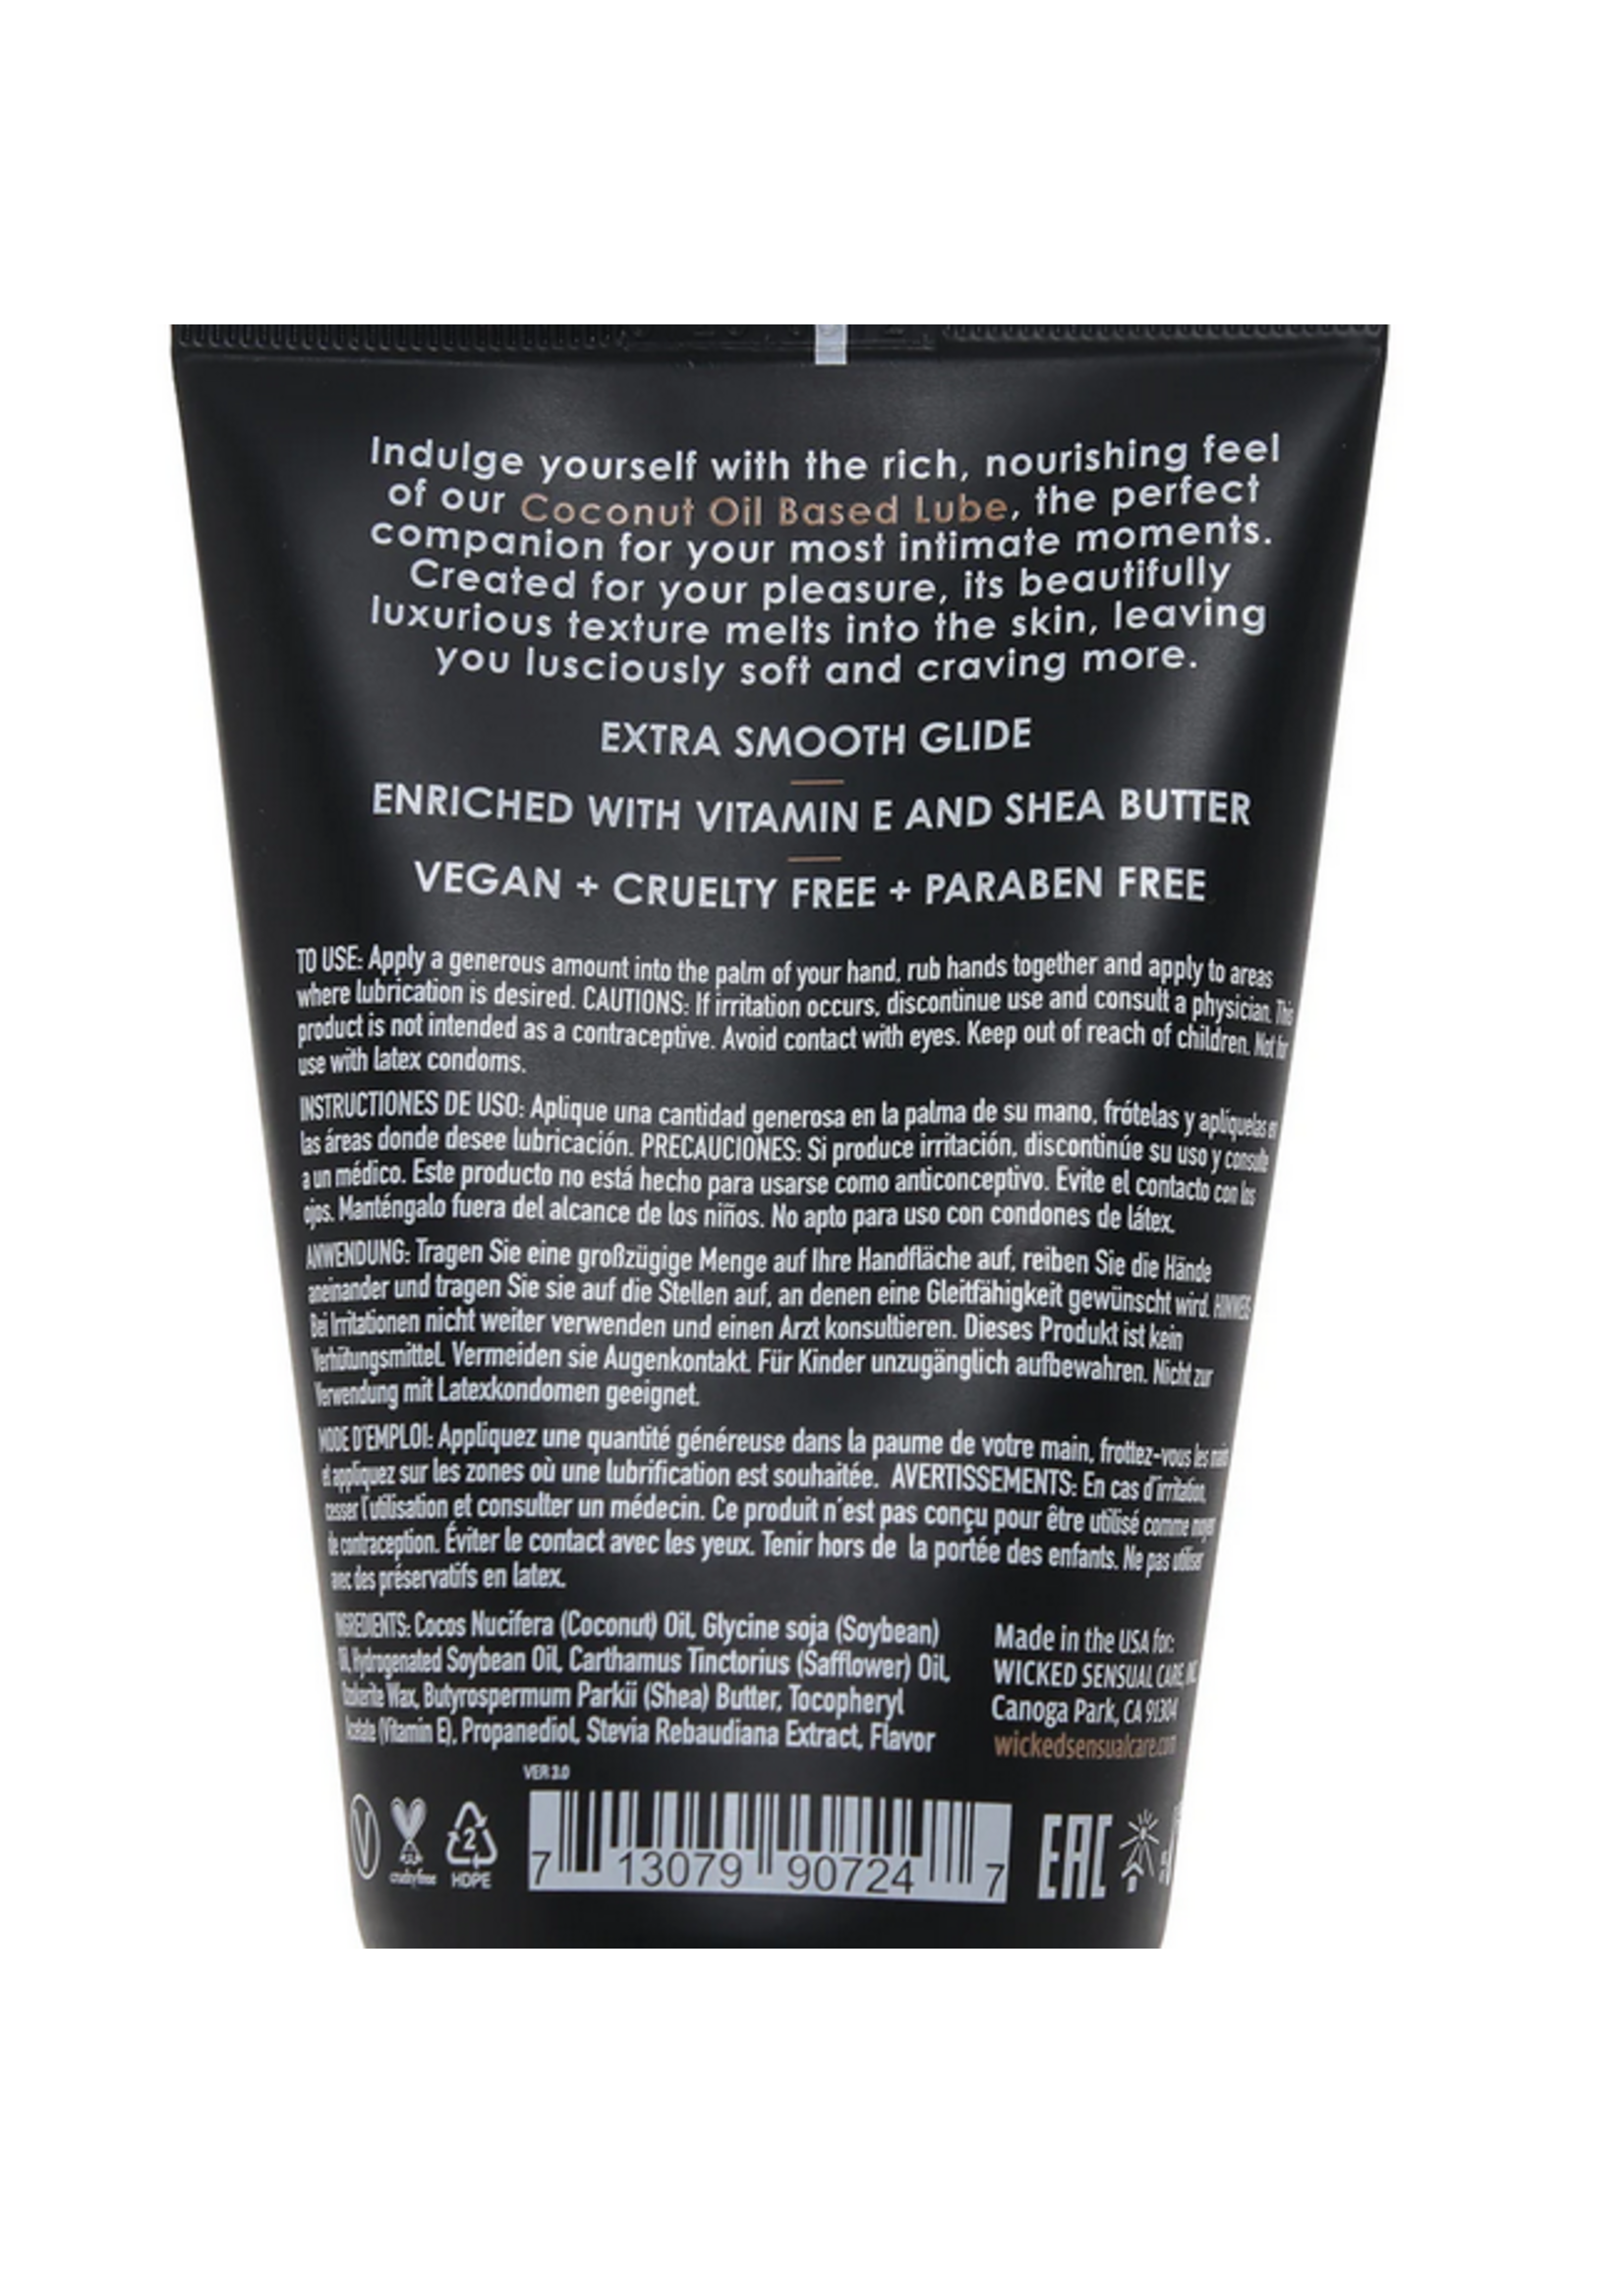 Indulge yourself with the rich, nourishing feel
of our Coconut Oil Based Lube, the perfect
companion for your most intimate moments.
Created for your pleasure, its beautifully
luxurious texture melts into the skin, leaving
you lusciously soft and craving more.
EXTRA SMOOTH GLIDE
ENRICHED WITH VITAMIN E AND SHEA BUTTER
VEGAN + CRUELTY FREE + PARABEN FREE
TO USE: Apply a generous amount into the palm of your hand, rub hands together and apply to areas
where lubrication is desired. CAUTIONS: If irritation occurs, discontinue use and consult a physician. This
product is not intended as a contraceptive. Avoid contact with eyes. Keep out of reach of children. Not for
use with latex condoms.
INSTRUCTIONES DE USO: Aplique una cantidad generosa en la palma de su mano, frótelas y aplíquelas en
las áreas donde desee lubricación. PRECAUCIONES: Si produce irritación, discontinúe su uso y consulte
a un médico. Este producto no está hecho para usarse como anticonceptivo. Evite el contacto con los
ojos. Manténgalo fuera del alcance de los niños. No apto para uso con condones de látex.
ANWENDUNG: Tragen Sie eine großzügige Menge auf Ihre Handfläche auf, reiben Sie die Hände
aneinander und tragen Sie sie auf die Stellen auf, an denen eine Gleitfähigkeit gewünscht wird. HINWEIS
Bei Irritationen nicht weiter verwenden und einen Arzt konsultieren. Dieses Produkt ist kein
Verhütungsmittel. Vermeiden sie Augenkontakt. Für Kinder unzugänglich aufbewahren. Nicht zur
Verwendung mit Latexkondomen geeignet.
MODE D'EMPLOI: Appliquez une quantité généreuse dans la paume de votre main, frottez-vous les
et appliquez sur les zones où une lubrification est souhaitée. AVERTISSEMENTS: En cas d'irritation,
cesser l'utilisation et consulter un médecin. Ce produit n'est pas conçu pour être utilisé comme
de contraception. Éviter le contact avec les yeux. Tenir hors de la portée des enfants. Ne pas utiliser
avec des préservatifs en latex.
INGREDIENTS: Cocos Nucifera (Coconut) Oil, Glycine soja (Soybean)
Oil, Hydrogenated Soybean Oil, Carthamus Tinctorius (Safflower) Oil,
Ozokerite Wax, Butyrospermum Parkii (Shea) Butter, Tocopheryl
Acetate (Vitamin E), Propanediol, Stevia Rebaudiana Extract, Flavor
Made in the USA for:
WICKED SENSUAL CARE,
Canoga Park, CA 91304
wickedsensualcare.com
VER 3.0
V
crueltyfree
2
HDPE
7 13079 90724 7
EAC